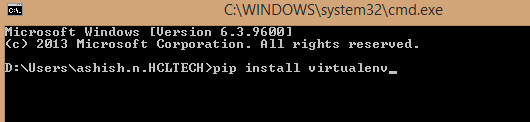 C:\WINDOWS\system32\cmd.exe
Microsoft Windows [Version 6.3.9600]
(c) 2013 Microsoft Corporation. All rights reserved.
D:\Users\ashish.n.HCLTECH>pip install virtualenv_